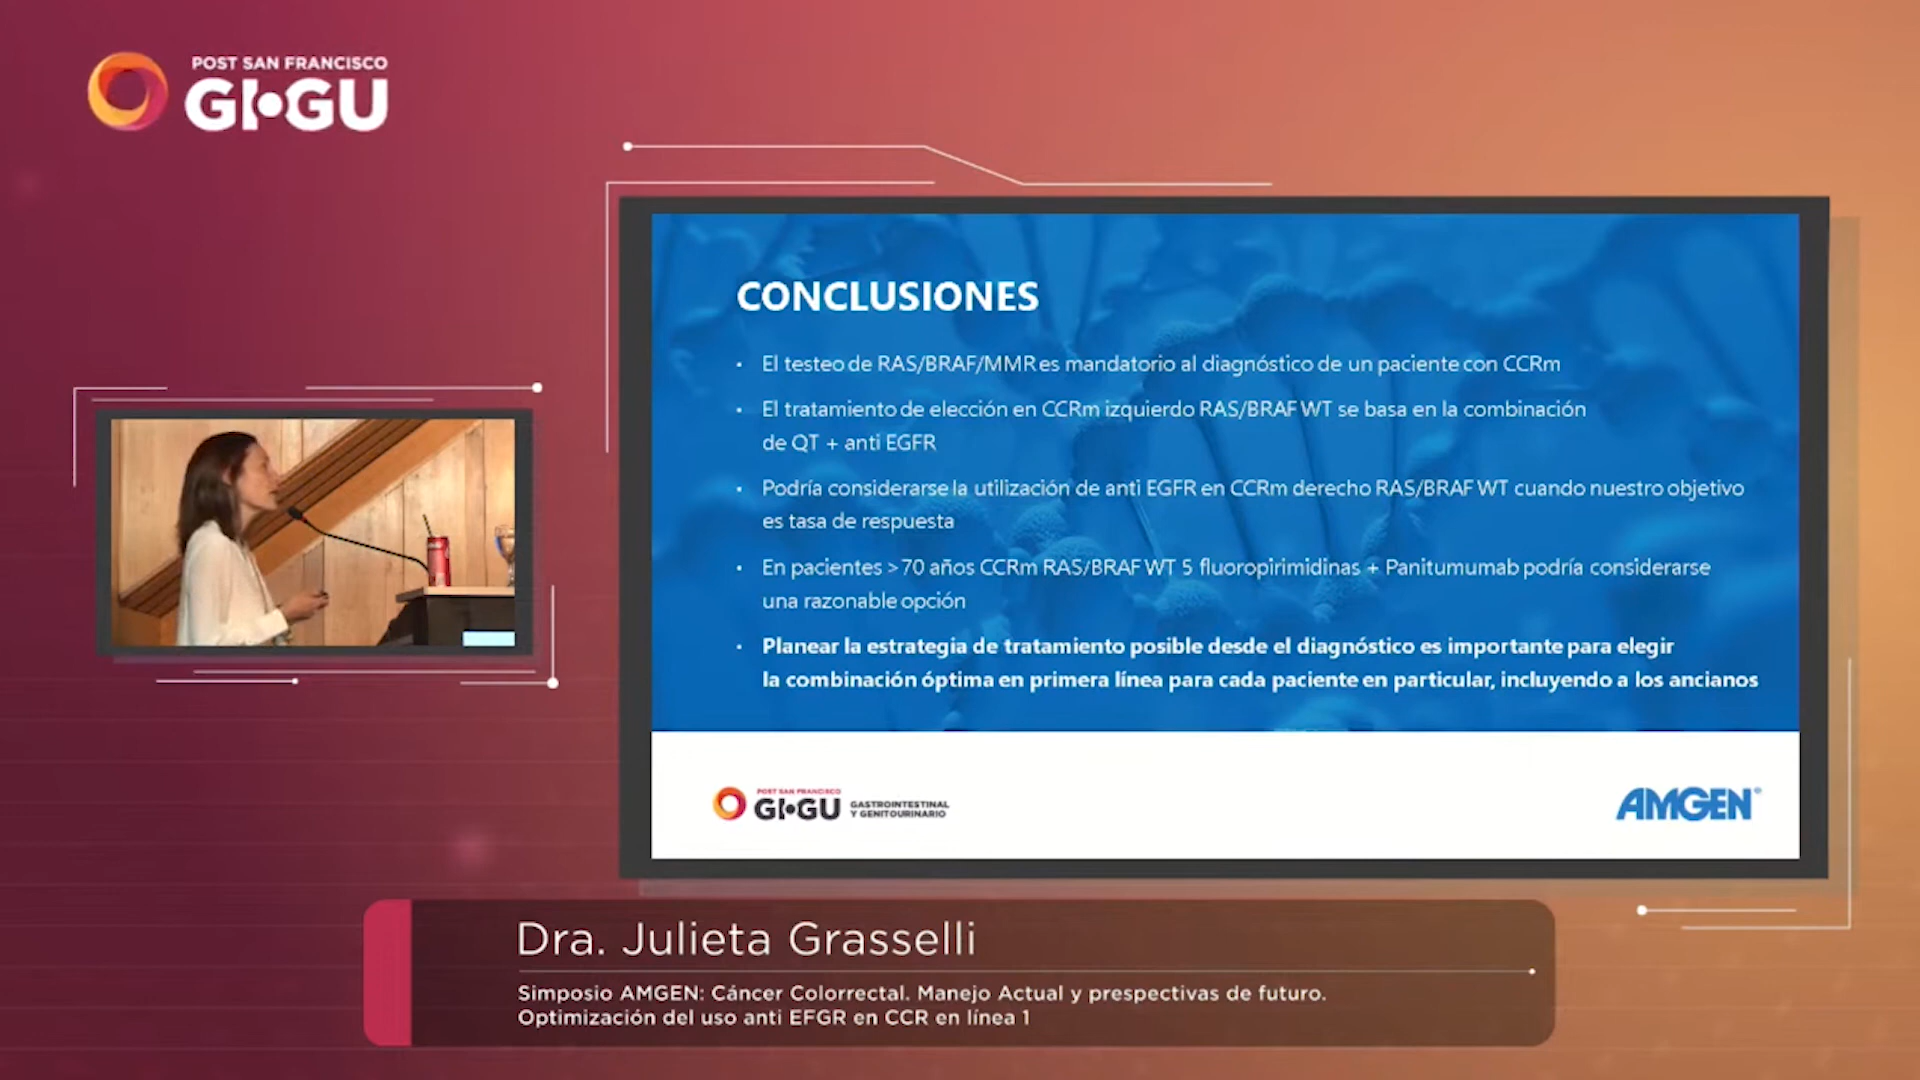 POST SAN FRANCISCO
GI•GU
CONCLUSIONES
• El testeo de RAS/BRAF/MMR es mandatorio al diagnóstico de un paciente con CCRm
• El tratamiento de elección en CCRm izquierdo RAS/BRAF WT se basa en la combinación
de QT + anti EGFR
• Podría considerarse la utilización de anti EGFR en CCRm derecho RAS/BRAF WT cuando nuestro objetivo
es tasa de respuesta
• En pacientes >70 años CCRm RAS/BRAF WT 5 fluoropirimidinas + Panitumumab podría considerarse
una razonable opción
• Planear la estrategia de tratamiento posible desde el diagnóstico es importante para elegir
la combinación óptima en primera línea para cada paciente en particular, incluyendo a los ancianos
POST SAN FRANCISCO
GI•GU
GASTROINTESTINAL
Y GENITOURINARIO
AMGEN®
Dra. Julieta Grasselli
Simposio AMGEN: Cáncer Colorrectal. Manejo Actual y prespectivas de futuro.
Optimización del uso anti EFGR en CCR en línea 1